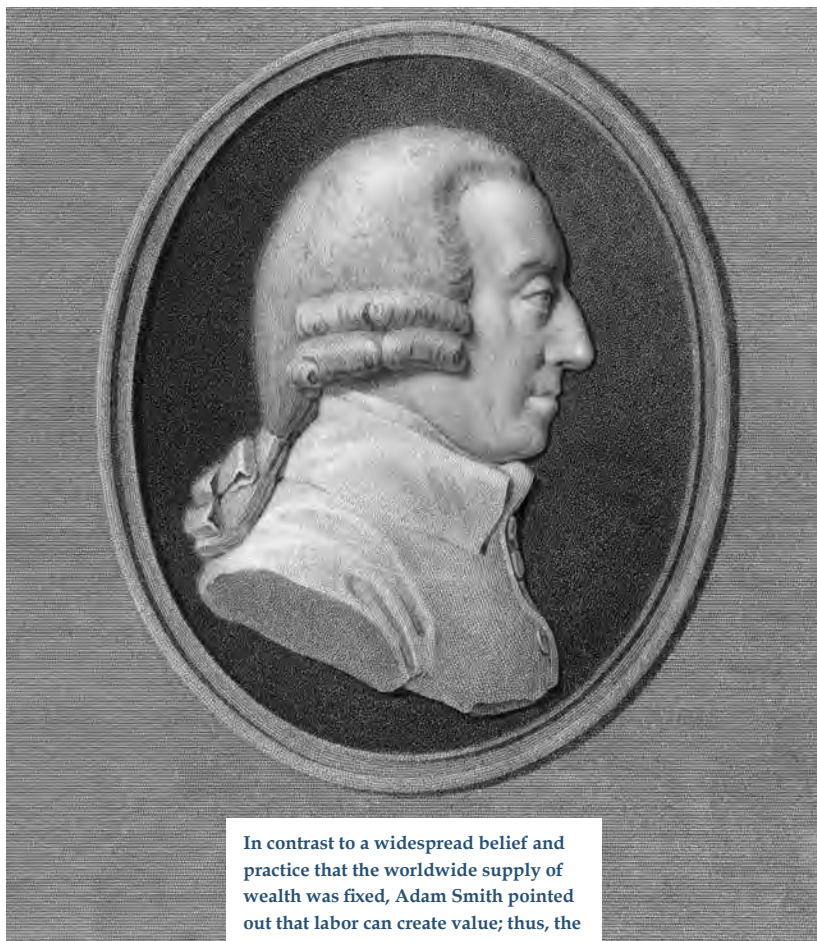 In contrast to a widespread belief and
practice that the worldwide supply of
wealth was fixed, Adam Smith pointed
out that labor can create value; thus, the